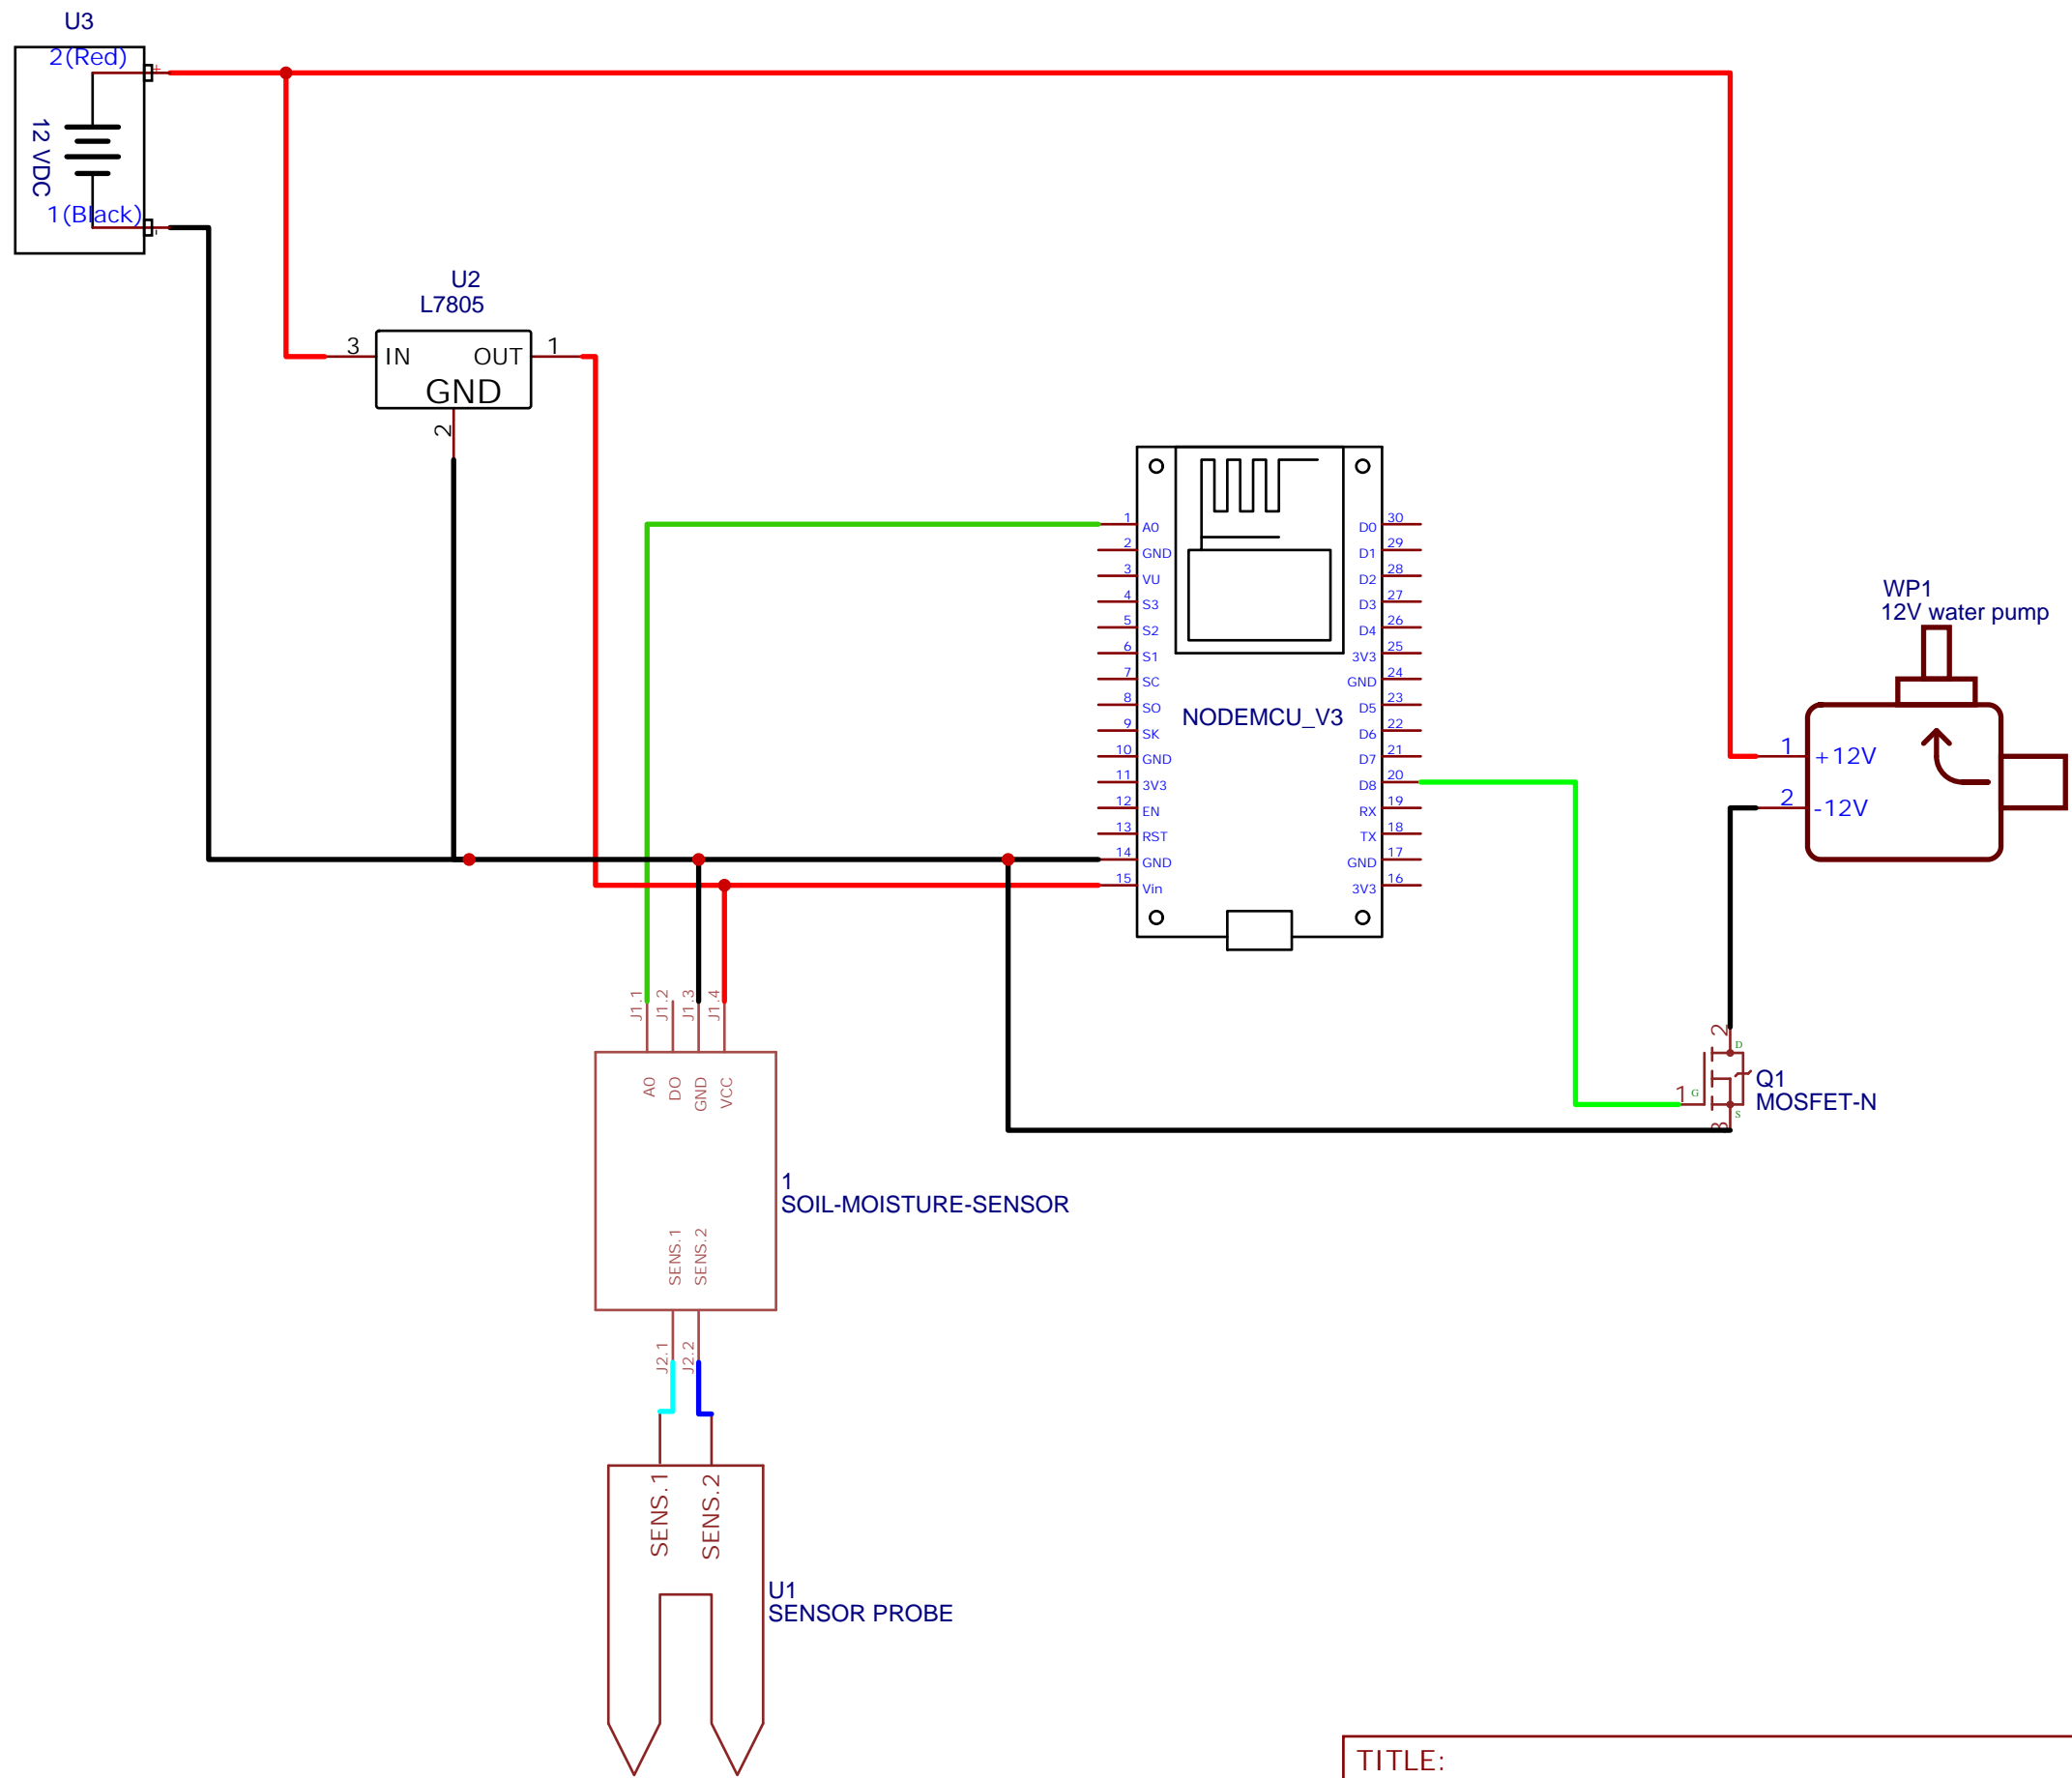 U3
2(Red)
+
12 VDC
1(Black)
-
U2
L7805
3
IN
OUT
1
GND
2
1
A0
2
GND
3
VU
4
S3
5
S2
6
S1
7
SC
8
SO
9
SK
10
GND
11
3V3
12
EN
13
RST
14
GND
15
Vin
NODEMCU_V3
30
D0
29
D1
28
D2
27
D3
26
D4
25
3V3
24
GND
23
D5
22
D6
21
D7
20
D8
19
RX
18
TX
17
GND
16
3V3
WP1
12V water pump
1
+12V
2
-12V
2
D
1
G
S
3
Q1
MOSFET-N
J1.1
J1.2
J1.3
J1.4
A0
DO
GND
VCC
1
SOIL-MOISTURE-SENSOR
SENS.1
SENS.2
J2.1
J2.2
SENS.1
SENS.2
U1
SENSOR PROBE
TITLE: